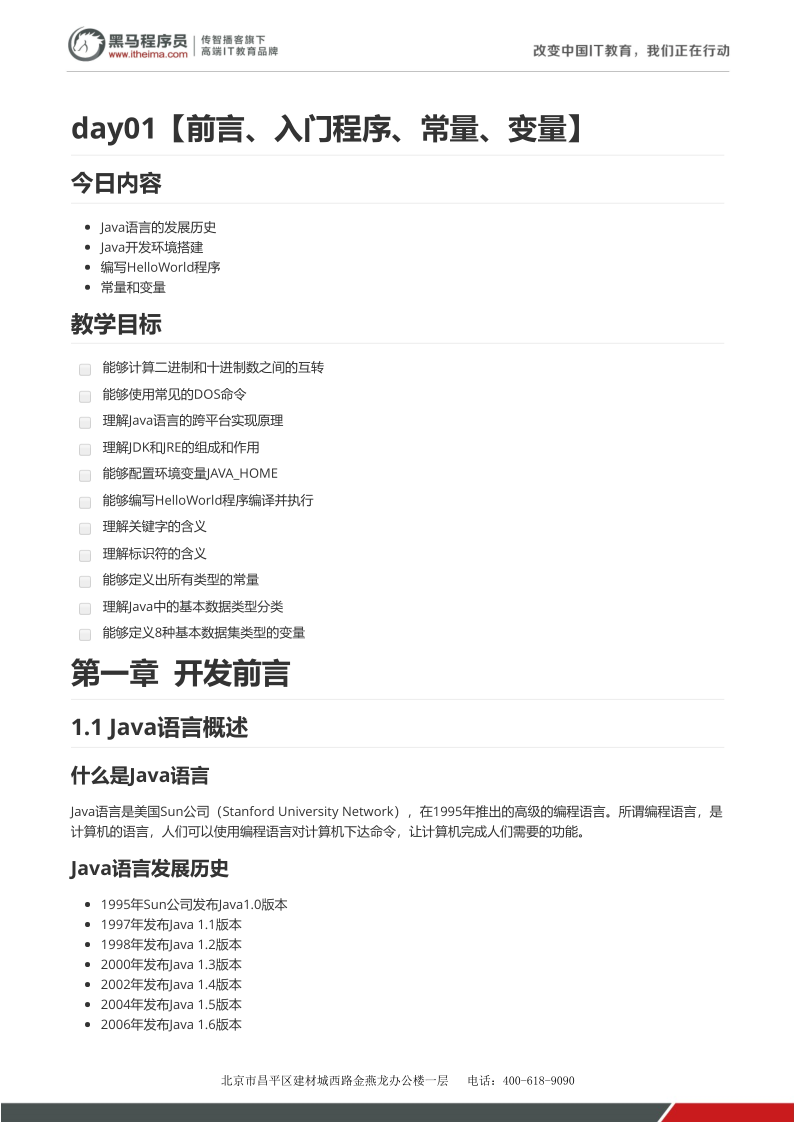 黑马程序员
www.itheima.com
传智播客旗下
高端IT教育品牌
改变中国IT教育，我们正在行动
day01【前言、入门程序、常量、变量】
今日内容
Java语言的发展历史
Java开发环境搭建
编写HelloWorld程序
常量和变量
教学目标
能够计算二进制和十进制数之间的互转
能够使用常见的DOS命令
理解Java语言的跨平台实现原理
理解JDK和JRE的组成和作用
能够配置环境变量JAVA_HOME
能够编写HelloWorld程序编译并执行
理解关键字的含义
理解标识符的含义
能够定义出所有类型的常量
理解Java中的基本数据类型分类
能够定义8种基本数据集类型的变量
第一章 开发前言
1.1 Java语言概述
什么是Java语言
Java语言是美国Sun公司（Stanford University Network），在1995年推出的高级的编程语言。所谓编程语言，是
计算机的语言，人们可以使用编程语言对计算机下达命令，让计算机完成人们需要的功能。
Java语言发展历史
1995年Sun公司发布Java1.0版本
1997年发布Java 1.1版本
1998年发布Java 1.2版本
2000年发布Java 1.3版本
2002年发布Java 1.4版本
2004年发布Java 1.5版本
2006年发布Java 1.6版本
北京市昌平区建材城西路金燕龙办公楼一层 电话：400-618-9090